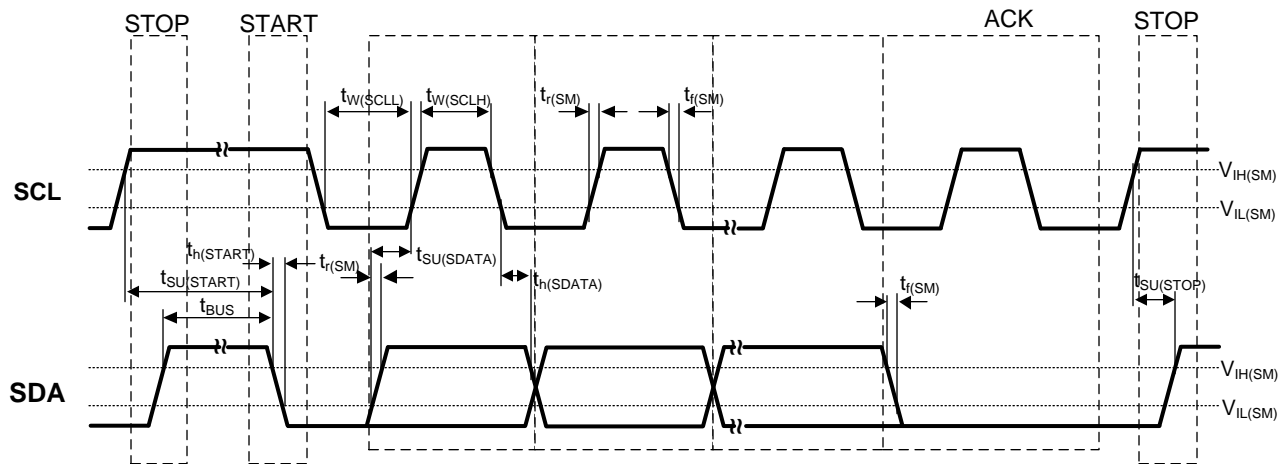 STOP START ACK STOP
tW(SCLL) tW(SCLH) tr(SM) tf(SM)
SCL
VIH(SM)
VIL(SM)
th(START) tr(SM) tSU(SDATA)
tSU(START) th(SDATA) tf(SM) tSU(STOP)
tBUS
SDA
VIH(SM)
VIL(SM)